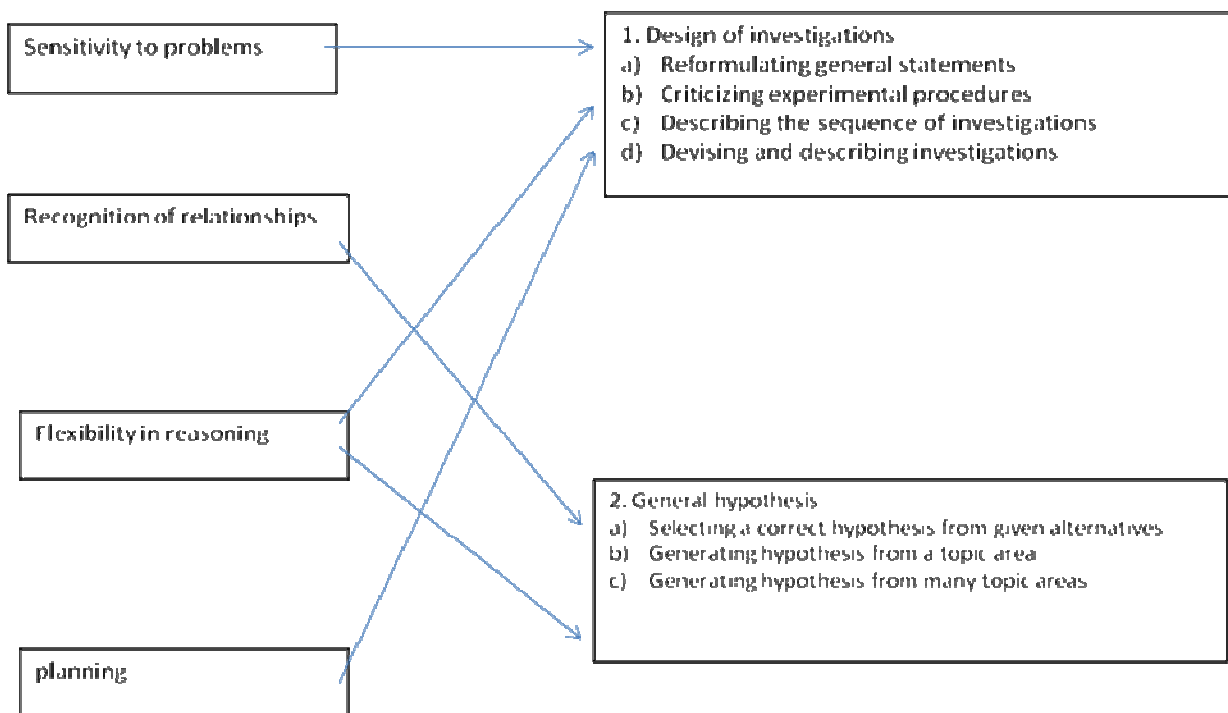 Sensitivity to problems
Recognition of relationships
Flexibility in reasoning
planning
1. Design of investigations
a) Reformulating general statements
b) Criticizing experimental procedures
c) Describing the sequence of investigations
d) Devising and describing investigations
2. General hypothesis
a) Selecting a correct hypothesis from given alternatives
b) Generating hypothesis from a topic area
c) Generating hypothesis from many topic areas